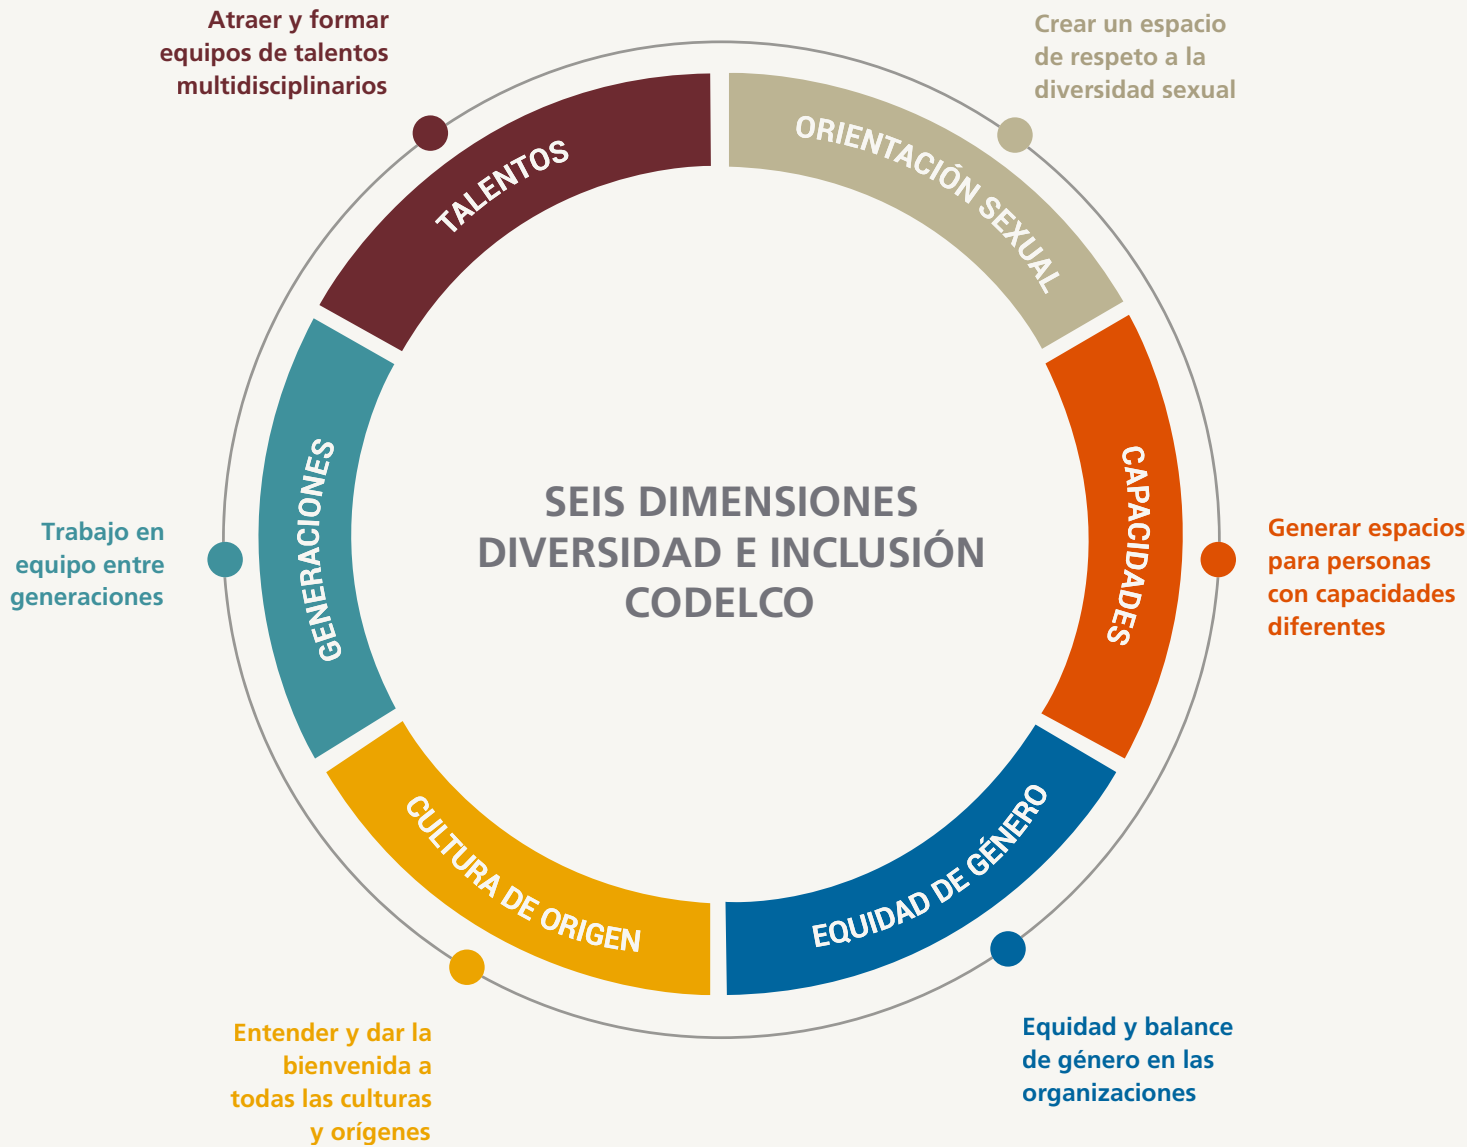 Atraer y formar
equipos de talentos
multidisciplinarios
Crear un espacio
de respeto a la
diversidad sexual
TALENTOS
ORIENTACIÓN SEXUAL
GENERACIONES
CAPACIDADES
SEIS DIMENSIONES
DIVERSIDAD E INCLUSIÓN
CODELCO
Trabajo en
equipo entre
generaciones
Generar espacios
para personas
con capacidades
diferentes
CULTURA DE ORIGEN
EQUIDAD DE GÉNERO
Entender y dar la
bienvenida a
todas las culturas
y orígenes
Equidad y balance
de género en las
organizaciones